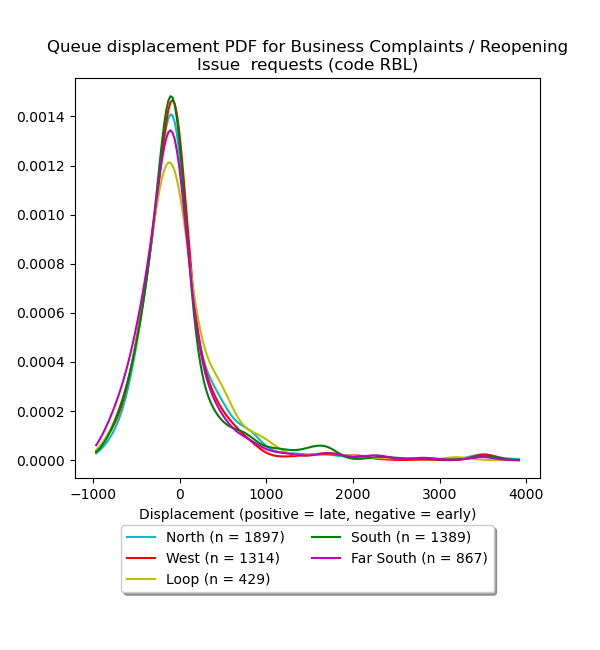 Queue displacement PDF for Business Complaints / Reopening
Issue  requests (code RBL)
0.0014
0.0012
0.0010
0.0008
0.0006
0.0004
0.0002
0.0000
−1000 0 1000 2000 3000 4000
Displacement (positive = late, negative = early)
North (n = 1897) South (n = 1389)
West (n = 1314) Far South (n = 867)
Loop (n = 429)